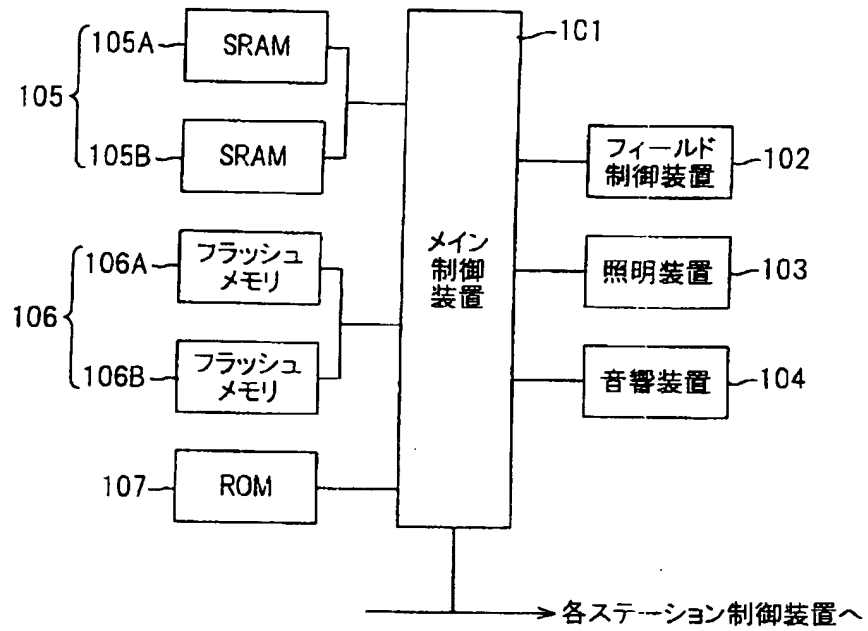 105
105A
SRAM
105B
SRAM
106
106A
フラッシュ
メモリ
106B
フラッシュ
メモリ
107
ROM
メイン
制御
装置
101
フィールド
制御装置
102
照明装置
103
音響装置
104
各ステーション制御装置へ